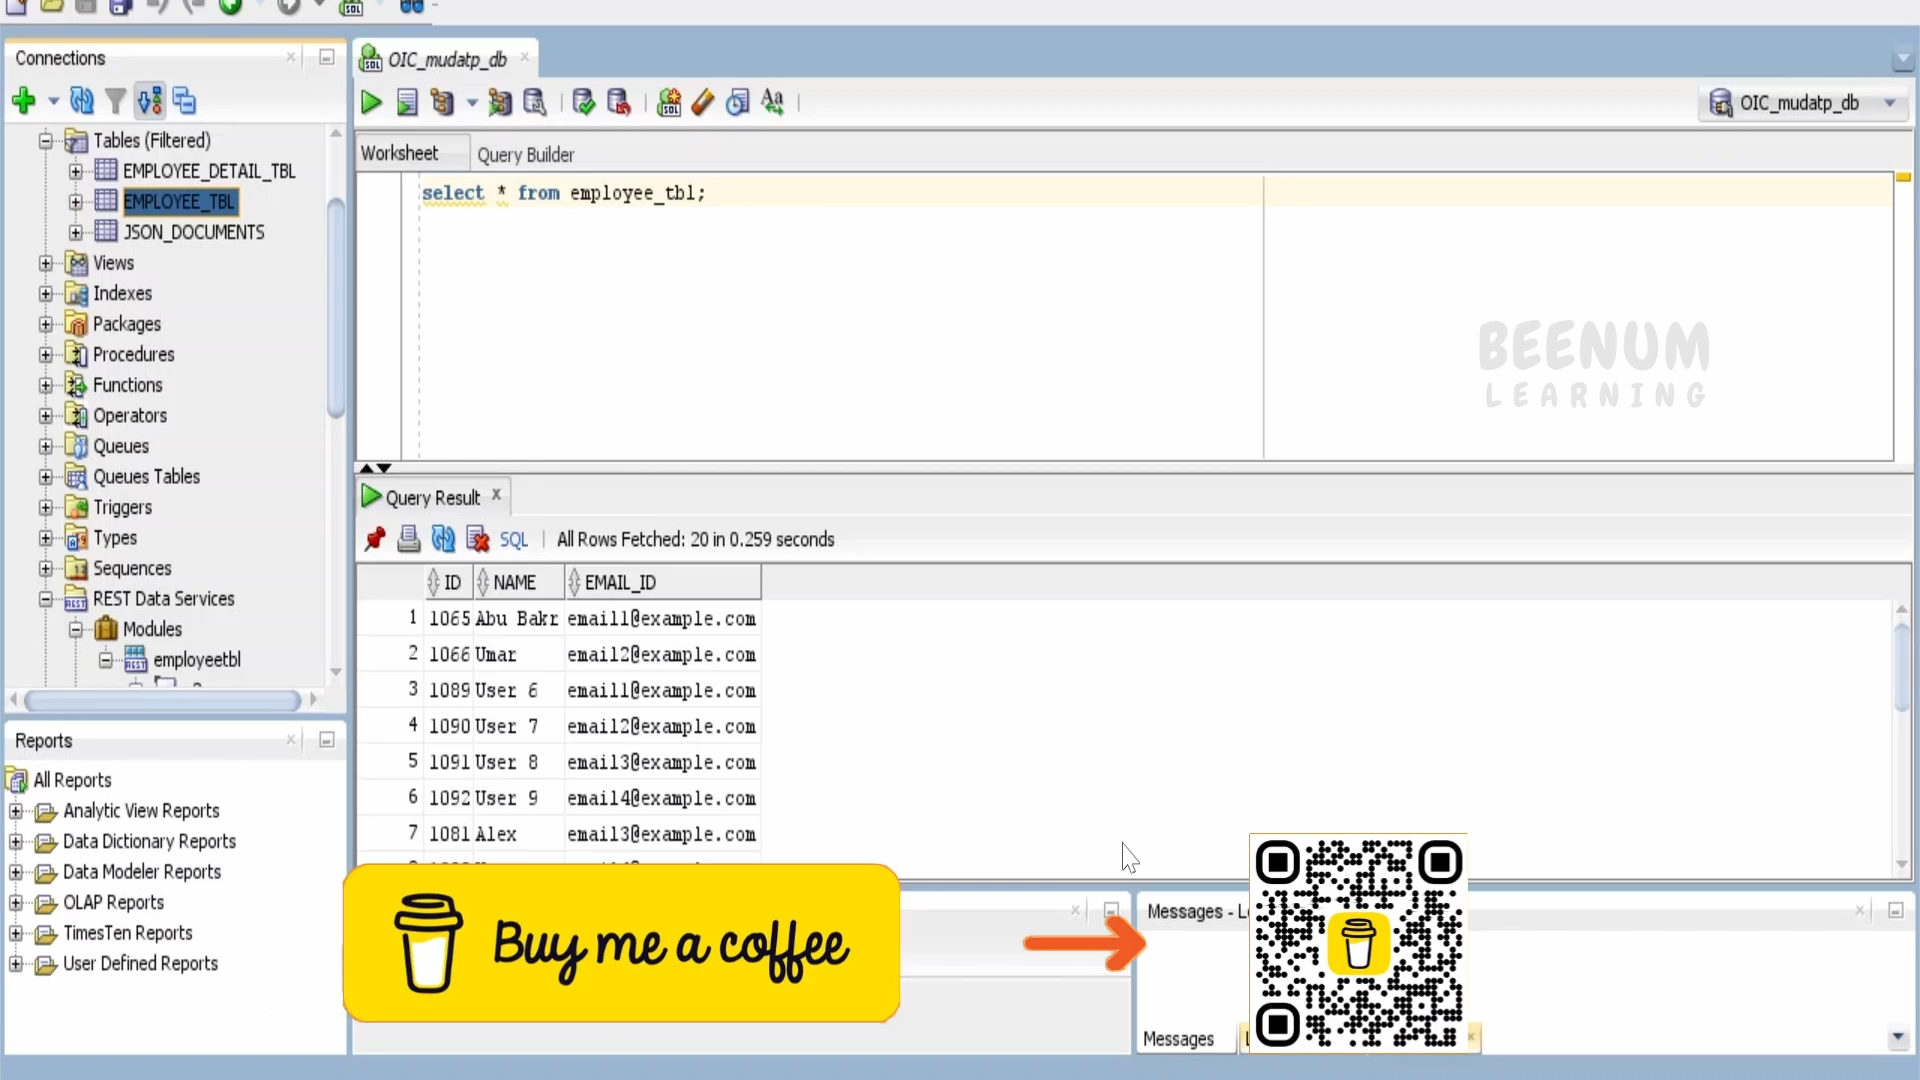 Connections
OIC_mudatp_db
OIC_mudatp_db
Tables (Filtered)
EMPLOYEE_DETAIL_TBL
EMPLOYEE_TBL
JSON_DOCUMENTS
Views
Indexes
Packages
Procedures
Functions
Operators
Queues
Queues Tables
Triggers
Types
Sequences
REST Data Services
Modules
employeetbl
Worksheet
Query Builder
select * from employee_tbl;
BEENUM
LEARNING
Query Result
SQL
All Rows Fetched: 20 in 0.259 seconds
ID NAME EMAIL_ID
1 1065 Abu Bakr email1@example.com
2 1066 Umar email2@example.com
3 1089 User 6 email1@example.com
4 1090 User 7 email2@example.com
5 1091 User 8 email3@example.com
6 1092 User 9 email4@example.com
7 1081 Alex email3@example.com
Reports
All Reports
Analytic View Reports
Data Dictionary Reports
Data Modeler Reports
OLAP Reports
TimesTen Reports
User Defined Reports
Buy me a coffee
Messages - L
Messages